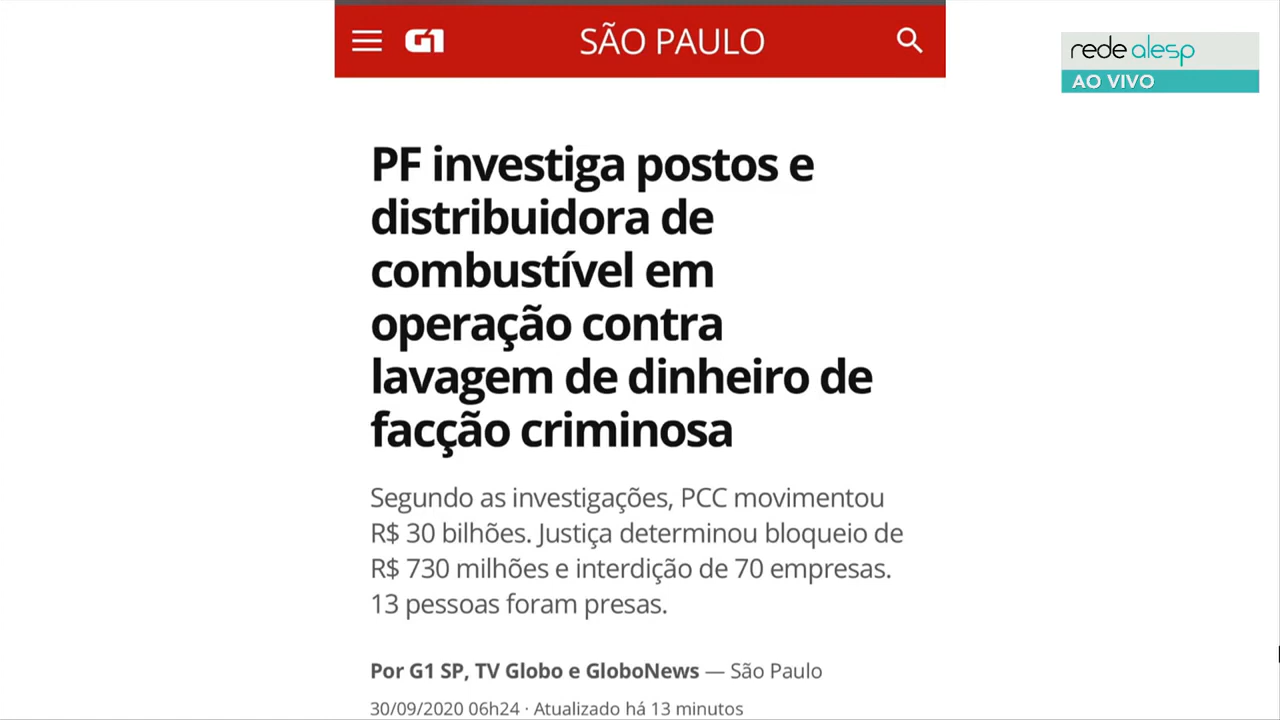 G1
SÃO PAULO
rede alesp
AO VIVO
PF investiga postos e
distribuidora de
combustível em
operação contra
lavagem de dinheiro de
facção criminosa
Segundo as investigações, PCC movimentou
R$ 30 bilhões. Justiça determinou bloqueio de
R$ 730 milhões e interdição de 70 empresas.
13 pessoas foram presas.
Por G1 SP, TV Globo e GloboNews — São Paulo
30/09/2020 06h24 · Atualizado há 13 minutos